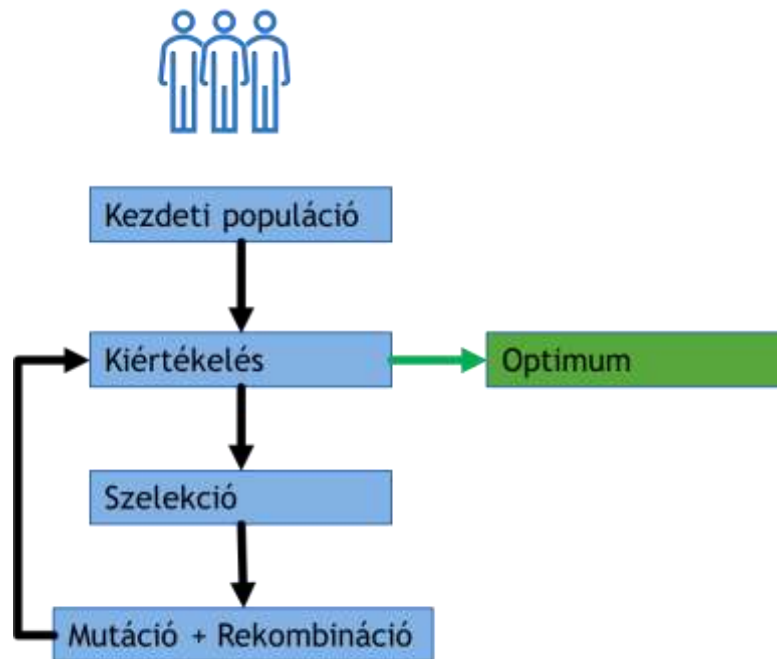 Kezdeti populáció
Kiértékelés
Optimum
Szelekció
Mutáció + Rekombináció